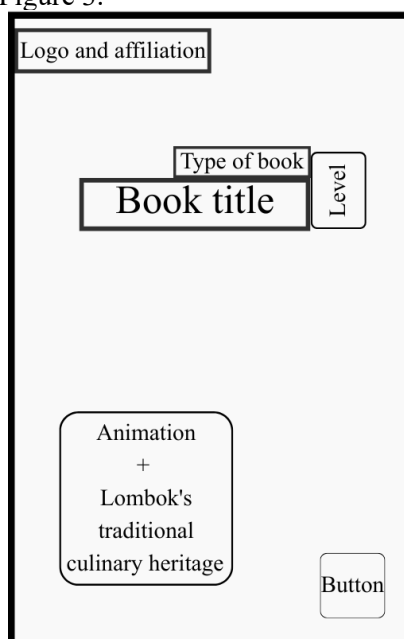 Figure 3.
Logo and affiliation
Type of book
Level
Book title
Animation
+
Lombok's
traditional
culinary heritage
Button